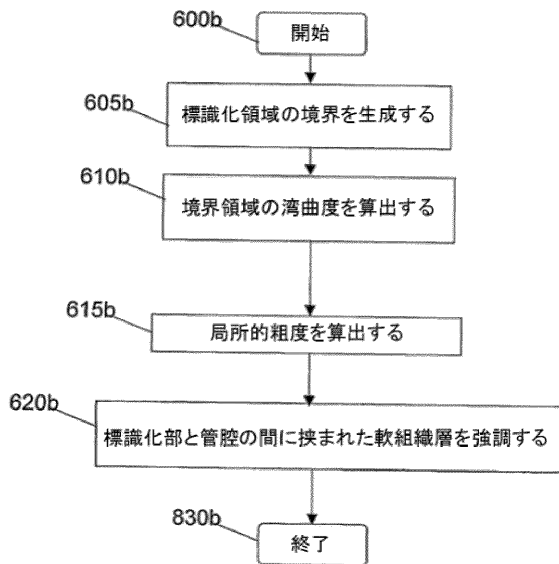 600b
開始
605b
標識化領域の境界を生成する
610b
境界領域の湾曲度を算出する
615b
局所的粗度を算出する
620b
標識化部と管腔の間に挟まれた軟組織層を強調する
830b
終了